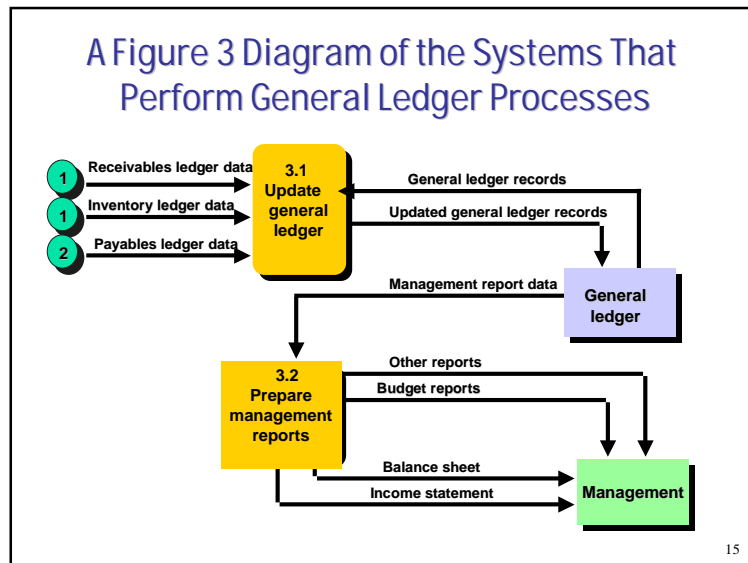 A Figure 3 Diagram of the Systems That
Perform General Ledger Processes
1
Receivables ledger data
1
Inventory ledger data
2
Payables ledger data
3.1
Update
general
ledger
General ledger records
Updated general ledger records
Management report data
General
ledger
3.2
Prepare
management
reports
Other reports
Budget reports
Balance sheet
Income statement
Management
15